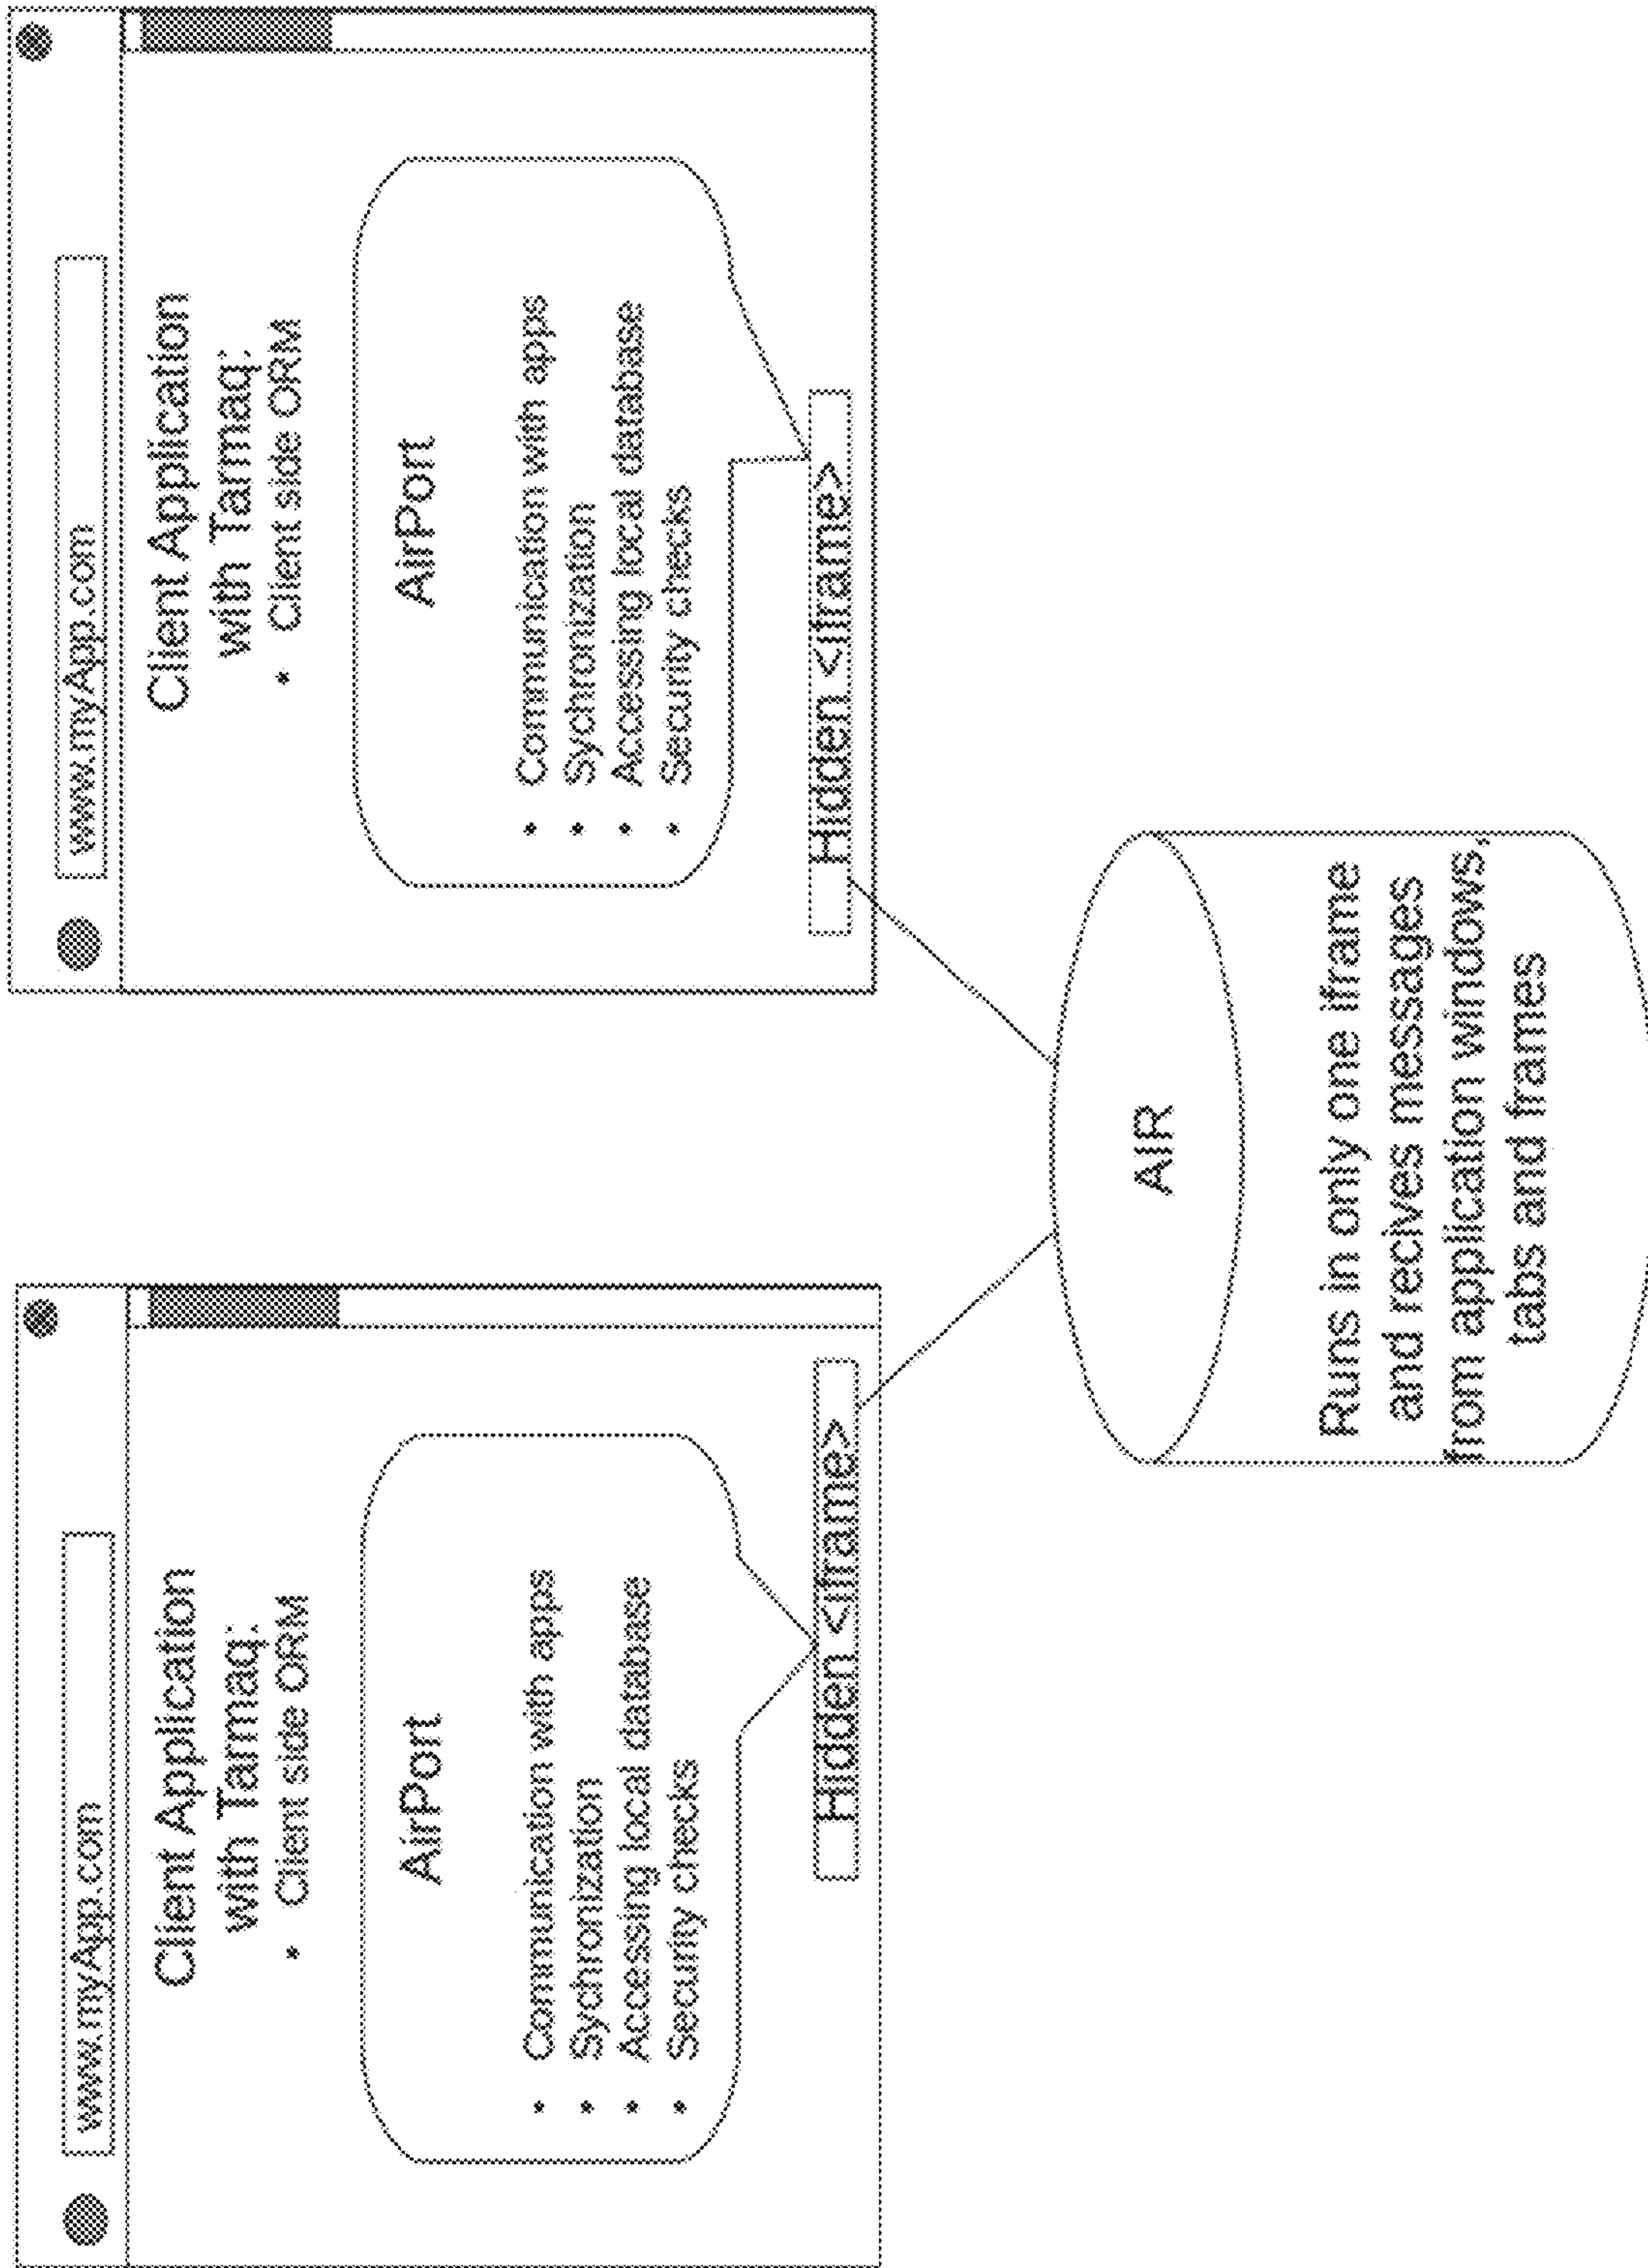 www.myApp.com
Client Application
with Tarmaq:
• Client side ORM
AirPort
• Communication with apps
• Sychronization
• Accessing local database
• Security checks
Hidden <iframe>
www.myApp.com
Client Application
with Tarmaq:
• Client side ORM
AirPort
• Communication with apps
• Sychronization
• Accessing local database
• Security checks
Hidden <iframe>
AIR
Runs in only one iframe
and recives messages
from application windows,
tabs and frames